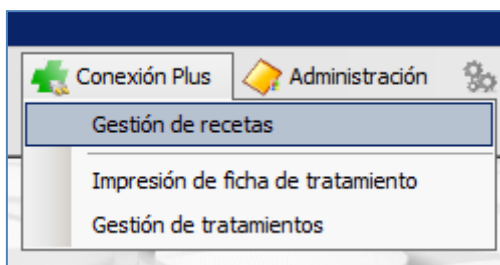 Conexión Plus Administración
Gestión de recetas
Impresión de ficha de tratamiento
Gestión de tratamientos